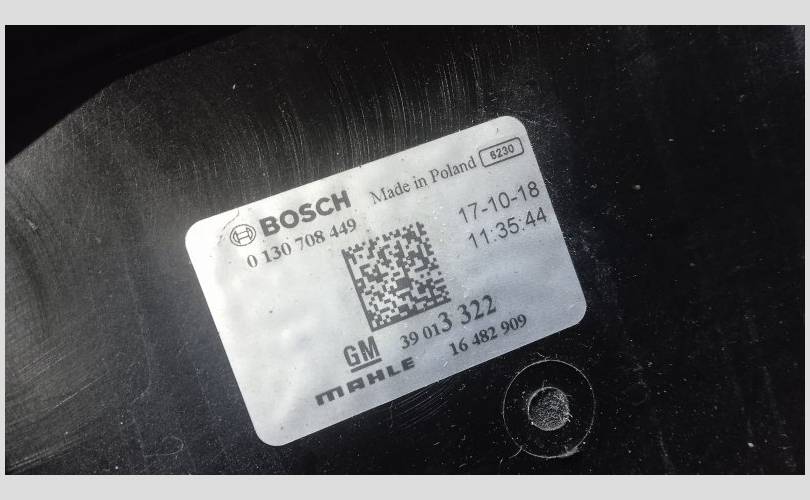 BOSCH Made in Poland 6230
0 130 708 449 17-10-18
11:35:44
GM 39 013 322
MAHLE 16 482 909